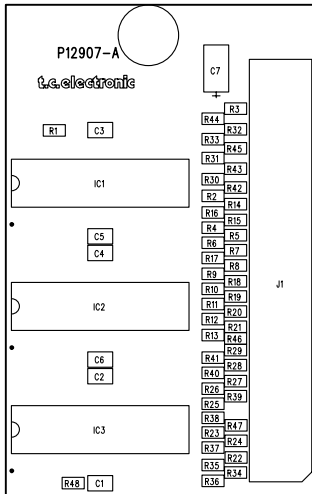 P12907-A
t.c.electronic
C7
R3
R44
R1
C3
R32
R33
R45
R31
R43
R30
IC1
R42
R2
R14
R16
R15
R4
C5
R5
R6
C4
R7
R17
R8
R9
R18
J1
R10
R19
R11
IC2
R20
R12
R21
R13
R46
R29
C6
R41
R28
R40
C2
R27
R26
R39
R25
R38
R47
IC3
R23
R24
R37
R22
R35
R34
R48
C1
R36